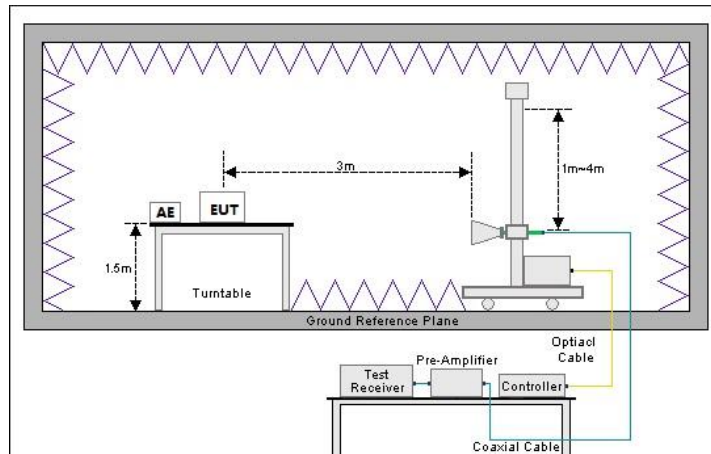 3m
1m~4m
AE
EUT
1.5m
Turntable
Ground Reference Plane
Optiacl
Cable
Pre-Amplifier
Test
Receiver
Controller
Coaxial Cable